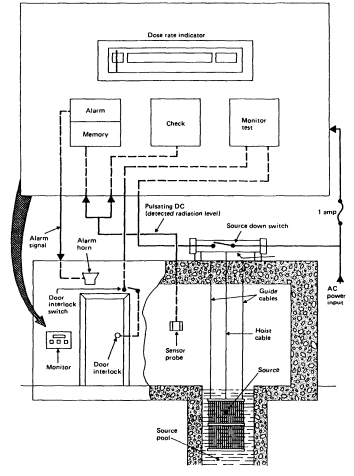 Dose rate indicator
Alarm
Memory
Check
Monitor
test
Pulsating DC
(detected radiation level)
Source down switch
1 amp
Alarm
signal
Alarm
horn
AC
power
input
Door
interlock
switch
Guide
cables
Hoist
cable
Monitor
Door
interlock
Sensor
probe
Source
Source
pool